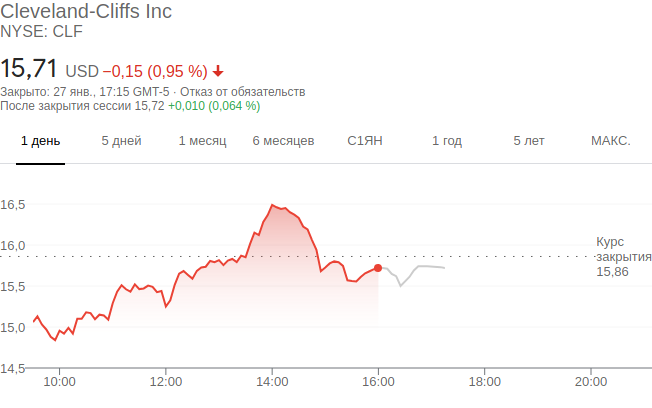 Cleveland-Cliffs Inc
NYSE: CLF
15,71 USD −0,15 (0,95 %)
Закрыто: 27 янв., 17:15 GMT-5 · Отказ от обязательств
После закрытия сессии 15,72 +0,010 (0,064 %)
1 день 5 дней 1 месяц 6 месяцев С1ЯН 1 год 5 лет МАКС.
16,5
16,0
Курс
закрытия
15,86
15,5
15,0
14,5
10:00 12:00 14:00 16:00 18:00 20:00